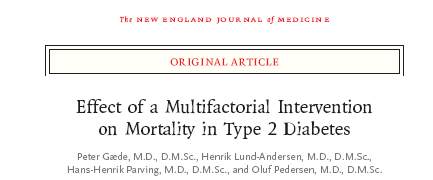 The NEW ENGLAND JOURNAL of MEDICINE
ORIGINAL ARTICLE
Effect of a Multifactorial Intervention
on Mortality in Type 2 Diabetes
Peter Gæde, M.D., D.M.Sc., Henrik Lund-Andersen, M.D., D.M.Sc.,
Hans-Henrik Parving, M.D., D.M.Sc., and Oluf Pedersen, M.D., D.M.Sc.